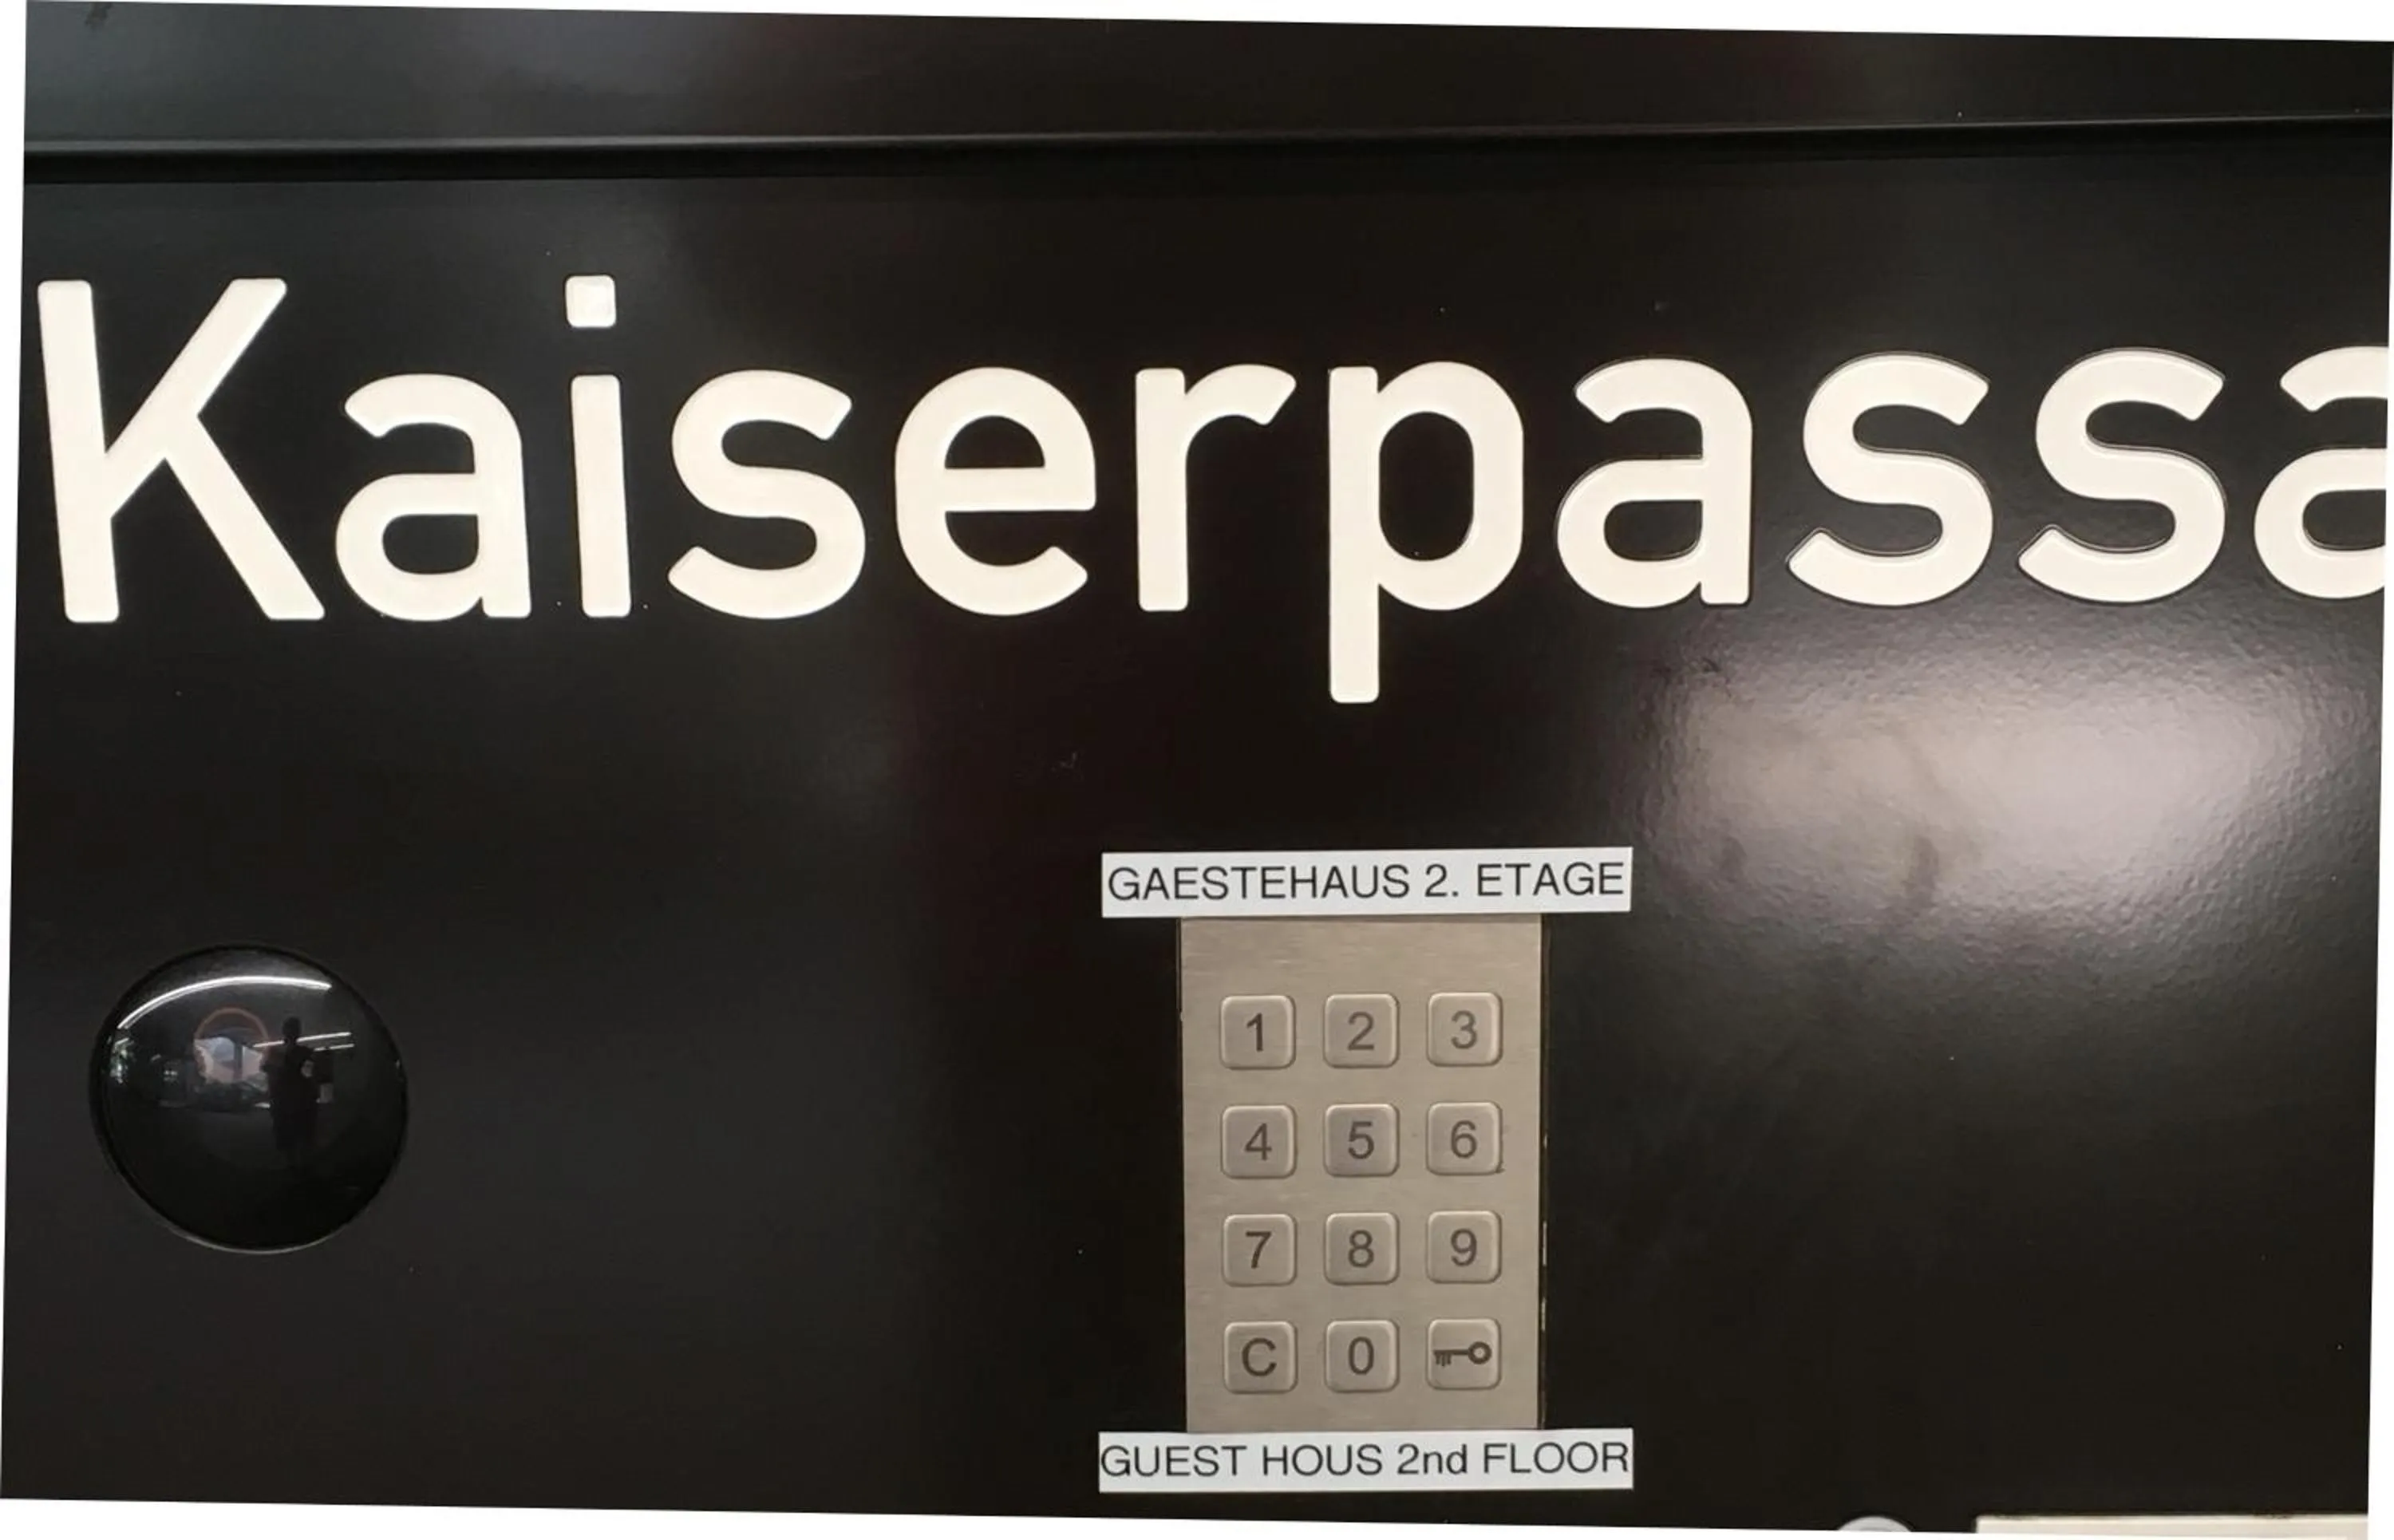 Kaiserpassa
GAESTEHAUS 2. ETAGE
1 2 3
4 5 6
7 8 9
C 0
GUEST HOUS 2nd FLOOR